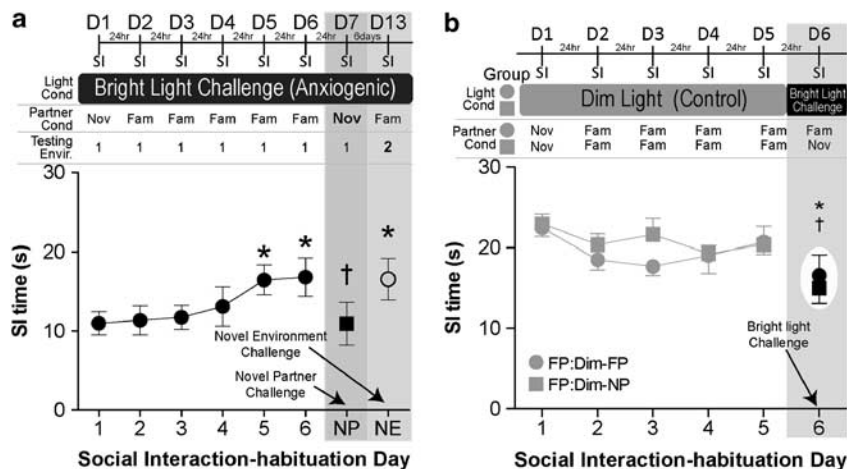 a
D1 D2 D3 D4 D5 D6 D7 D13
24hr 24hr 24hr 24hr 24hr 24hr 6days
SI SI SI SI SI SI SI SI
Light Cond
Bright Light Challenge (Anxiogenic)
Partner Cond
Nov Fam Fam Fam Fam Fam Nov Fam
Testing Envir.
1 1 1 1 1 1 1 2
30
20
10
0
SI time (s)
* * † *
Novel Environment
Challenge
Novel Partner
Challenge
1 2 3 4 5 6 NP NE
Social Interaction-habituation Day
b
D1 D2 D3 D4 D5 D6
24hr 24hr 24hr 24hr 24hr
Group SI SI SI SI SI SI
Light Cond
Dim Light (Control)
Bright Light
Challenge
Partner Cond
Nov Fam Fam Fam Fam Fam
Nov Fam Fam Fam Fam Nov
30
20
10
0
SI time (s)
*
†
Bright light
Challenge
FP:Dim-FP
FP:Dim-NP
1 2 3 4 5 6
Social Interaction-habituation Day